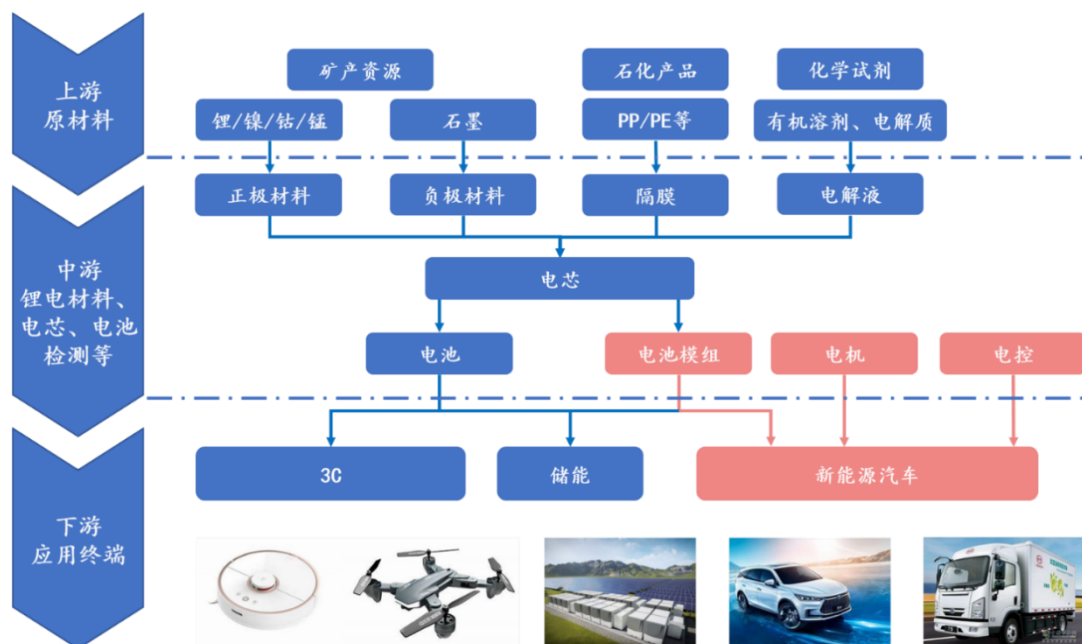 上游
原材料
矿产资源
石化产品
化学试剂
锂/镍/钴/锰
石墨
PP/PE等
有机溶剂、电解质
正极材料
负极材料
隔膜
电解液
中游
锂电材料、
电芯、电池
检测等
电芯
电池
电池模组
电机
电控
下游
应用终端
3C
储能
新能源汽车